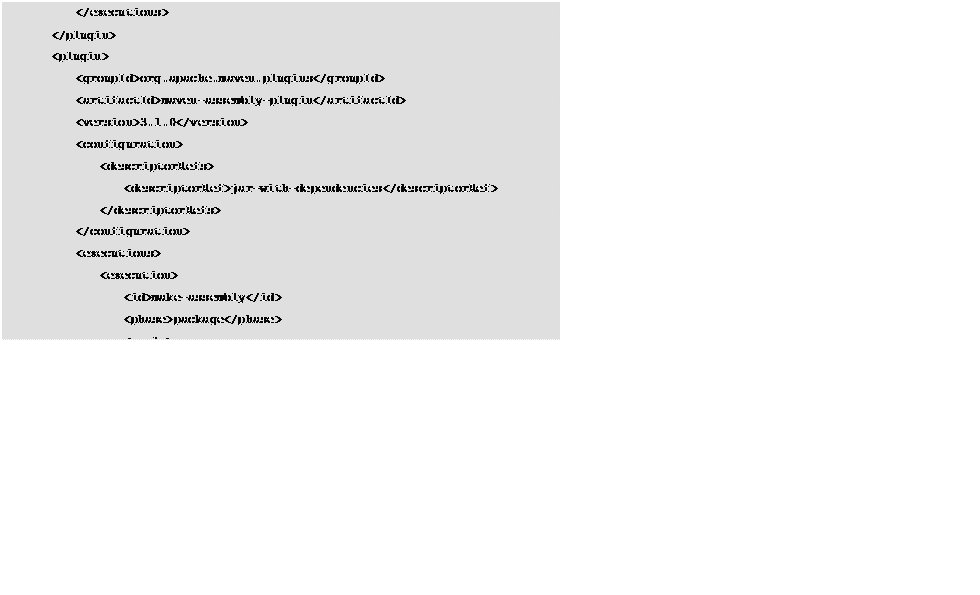 </executions>
</plugin>
<plugin>
<groupId>org.apache.maven.plugins</groupId>
<artifactId>maven-assembly-plugin</artifactId>
<version>3.1.0</version>
<configuration>
<descriptorRefs>
<descriptorRef>jar-with-dependencies</descriptorRef>
</descriptorRefs>
</configuration>
<executions>
<execution>
<id>make-assembly</id>
<phase>package</phase>